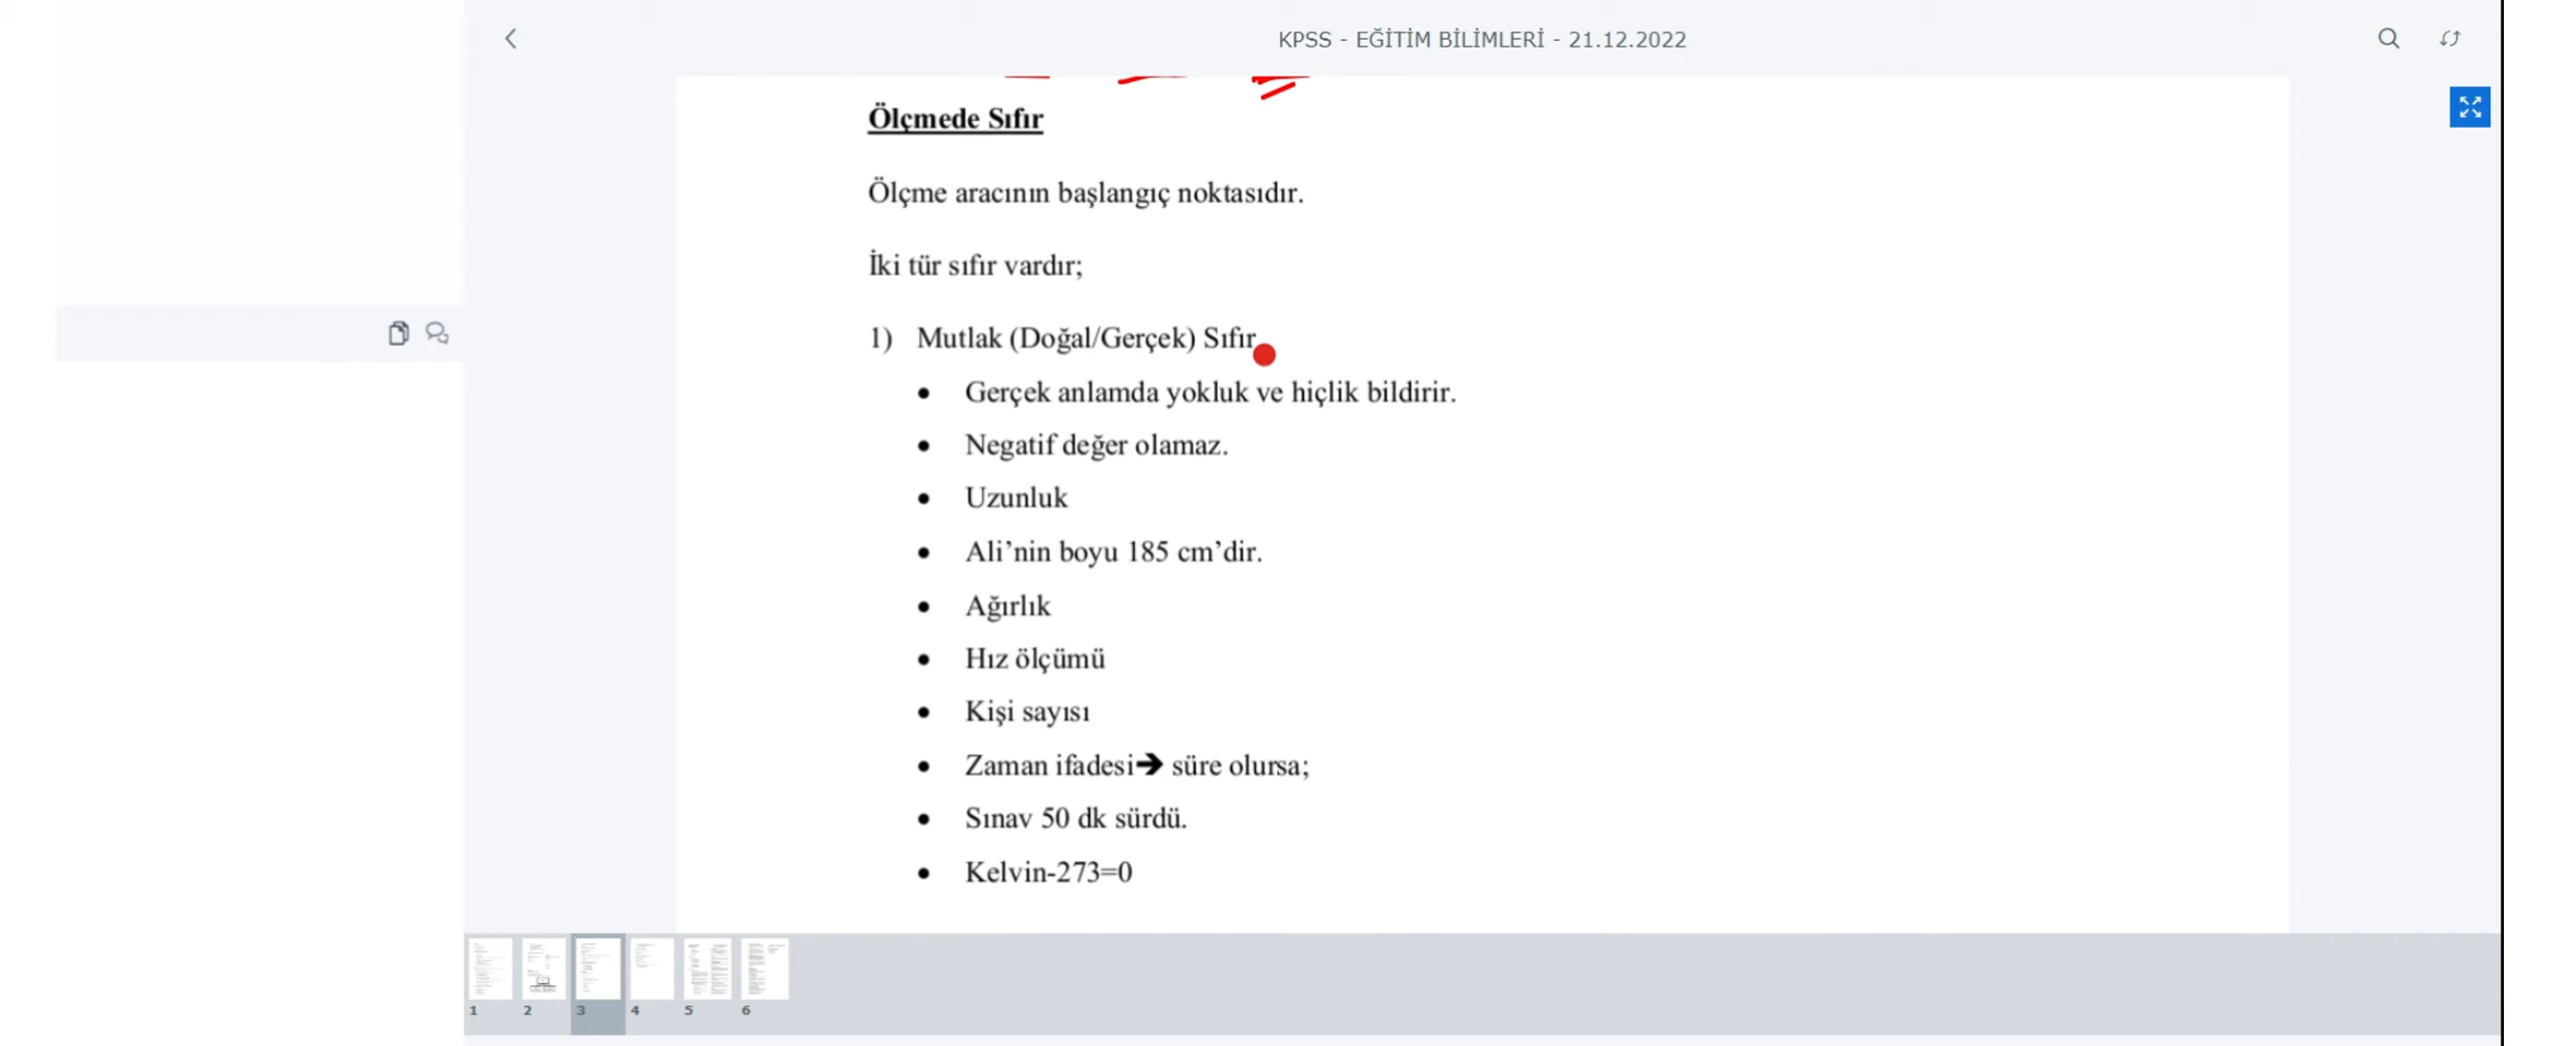 KPSS - EĞİTİM BİLİMLERİ - 21.12.2022
Ölçmede Sıfır
Ölçme aracının başlangıç noktasıdır.
İki tür sıfır vardır;
1) Mutlak (Doğal/Gerçek) Sıfır
• Gerçek anlamda yokluk ve hiçlik bildirir.
• Negatif değer olamaz.
• Uzunluk
• Ali’nin boyu 185 cm’dir.
• Ağırlık
• Hız ölçümü
• Kişi sayısı
• Zaman ifadesi➔ süre olursa;
• Sınav 50 dk sürdü.
• Kelvin-273=0
1 2 3 4 5 6